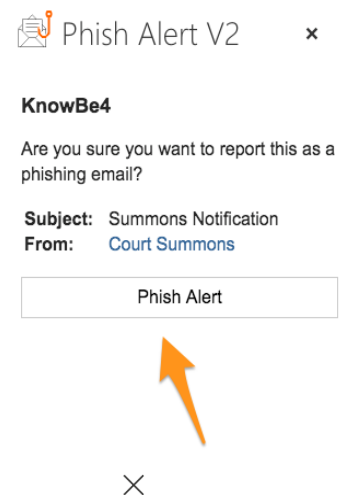 Phish Alert V2
KnowBe4
Are you sure you want to report this as a
phishing email?
Subject: Summons Notification
From: Court Summons
Phish Alert